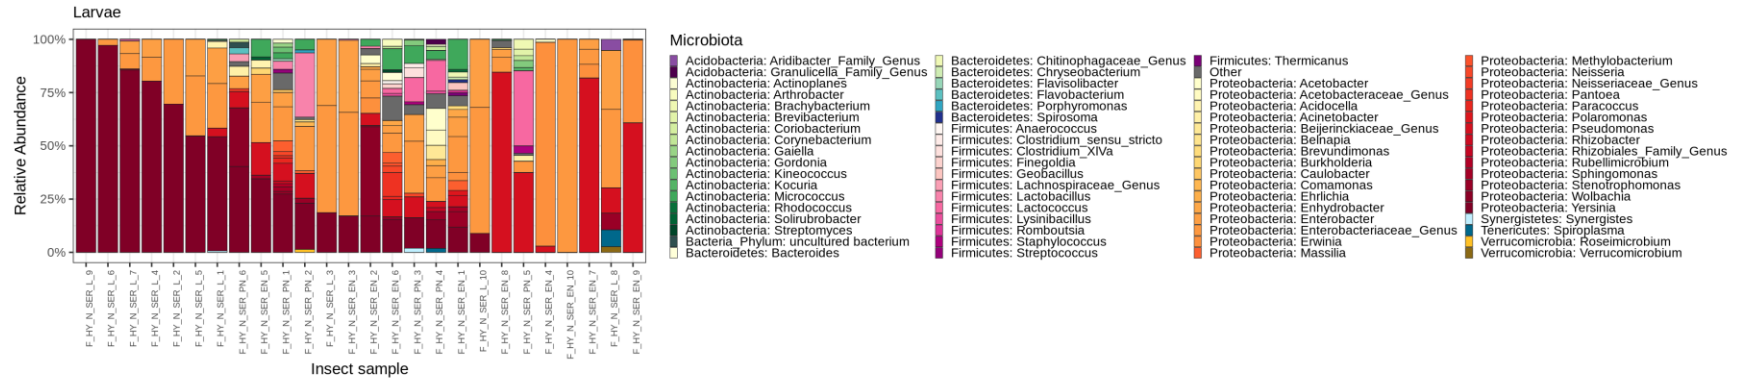 Larvae
Relative Abundance
100%
75%
50%
25%
0%
F_HY_N_SER_L_9
F_HY_N_SER_L_6
F_HY_N_SER_L_7
F_HY_N_SER_L_4
F_HY_N_SER_L_2
F_HY_N_SER_L_5
F_HY_N_SER_L_1
F_HY_N_SER_PN_6
F_HY_N_SER_EN_5
F_HY_N_SER_PN_1
F_HY_N_SER_PN_2
F_HY_N_SER_L_3
F_HY_N_SER_EN_3
F_HY_N_SER_EN_2
F_HY_N_SER_EN_6
F_HY_N_SER_PN_3
F_HY_N_SER_PN_4
F_HY_N_SER_EN_1
F_HY_N_SER_L_10
F_HY_N_SER_EN_8
F_HY_N_SER_PN_5
F_HY_N_SER_EN_4
F_HY_N_SER_EN_10
F_HY_N_SER_EN_7
F_HY_N_SER_L_8
F_HY_N_SER_EN_9
Insect sample
Microbiota
Acidobacteria: Aridibacter_Family_Genus
Acidobacteria: Granulicella_Family_Genus
Actinobacteria: Actinoplanes
Actinobacteria: Arthrobacter
Actinobacteria: Brachybacterium
Actinobacteria: Brevibacterium
Actinobacteria: Coriobacterium
Actinobacteria: Corynebacterium
Actinobacteria: Gaiella
Actinobacteria: Gordonia
Actinobacteria: Kineococcus
Actinobacteria: Kocuria
Actinobacteria: Micrococcus
Actinobacteria: Rhodococcus
Actinobacteria: Solirubrobacter
Actinobacteria: Streptomyces
Bacteria_Phylum: uncultured bacterium
Bacteroidetes: Bacteroides
Bacteroidetes: Chitinophagaceae_Genus
Bacteroidetes: Chryseobacterium
Bacteroidetes: Flavisolibacter
Bacteroidetes: Flavobacterium
Bacteroidetes: Porphyromonas
Bacteroidetes: Spirosoma
Firmicutes: Anaerococcus
Firmicutes: Clostridium_sensu_stricto
Firmicutes: Clostridium_XlVa
Firmicutes: Finegoldia
Firmicutes: Geobacillus
Firmicutes: Lachnospiraceae_Genus
Firmicutes: Lactobacillus
Firmicutes: Lactococcus
Firmicutes: Lysinibacillus
Firmicutes: Romboutsia
Firmicutes: Staphylococcus
Firmicutes: Streptococcus
Firmicutes: Thermicanus
Other
Proteobacteria: Acetobacter
Proteobacteria: Acetobacteraceae_Genus
Proteobacteria: Acidocella
Proteobacteria: Acinetobacter
Proteobacteria: Beijerinckiaceae_Genus
Proteobacteria: Belnapia
Proteobacteria: Brevundimonas
Proteobacteria: Burkholderia
Proteobacteria: Caulobacter
Proteobacteria: Comamonas
Proteobacteria: Ehrlichia
Proteobacteria: Enhydrobacter
Proteobacteria: Enterobacter
Proteobacteria: Enterobacteriaceae_Genus
Proteobacteria: Erwinia
Proteobacteria: Massilia
Proteobacteria: Methylobacterium
Proteobacteria: Neisseria
Proteobacteria: Neisseriaceae_Genus
Proteobacteria: Pantoea
Proteobacteria: Paracoccus
Proteobacteria: Polaromonas
Proteobacteria: Pseudomonas
Proteobacteria: Rhizobacter
Proteobacteria: Rhizobiales_Family_Genus
Proteobacteria: Rubellimicrobium
Proteobacteria: Sphingomonas
Proteobacteria: Stenotrophomonas
Proteobacteria: Wolbachia
Proteobacteria: Yersinia
Synergistetes: Synergistes
Tenericutes: Spiroplasma
Verrucomicrobia: Roseimicrobium
Verrucomicrobia: Verrucomicrobium